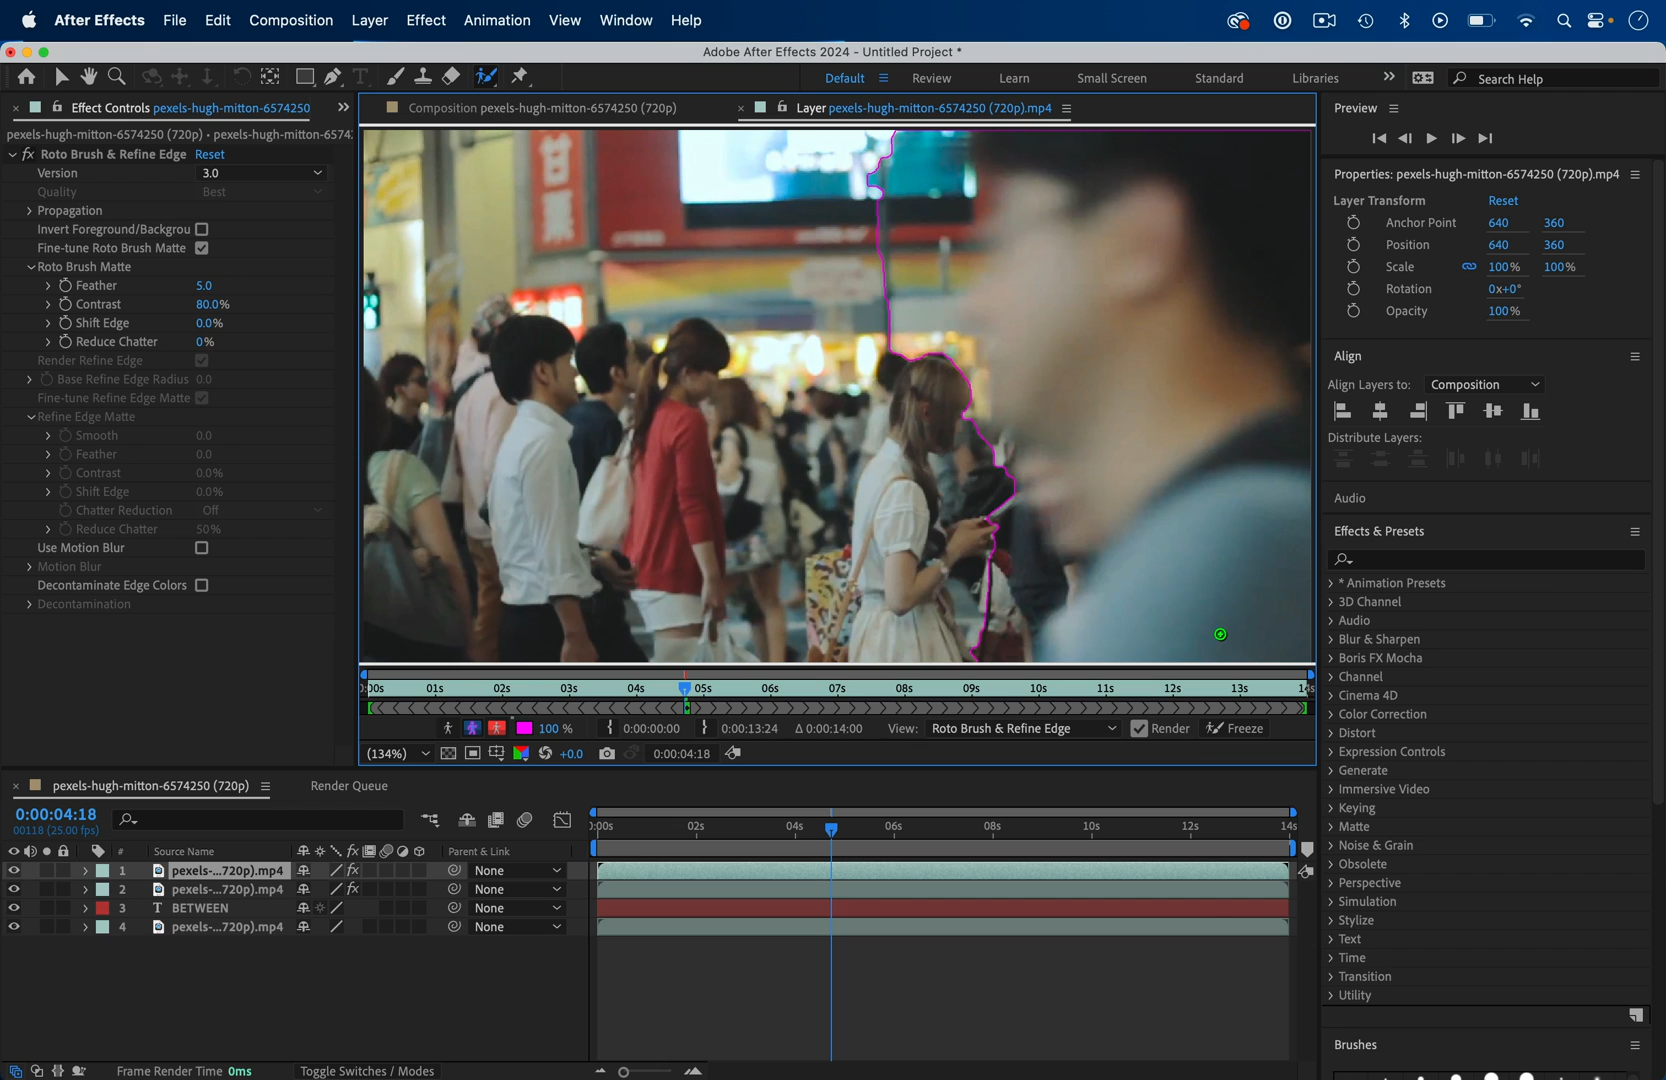 After Effects File Edit Composition Layer Effect Animation View Window Help
Adobe After Effects 2024 - Untitled Project *
Default Review Learn Small Screen Standard Libraries Search Help
Effect Controls pexels-hugh-mitton-6574250
pexels-hugh-mitton-6574250 (720p) • pexels-hugh-mitton-65742
Roto Brush & Refine Edge Reset
Version 3.0
Quality Best
Propagation
Invert Foreground/Backgrou
Fine-tune Roto Brush Matte
Roto Brush Matte
Feather 5.0
Contrast 80.0%
Shift Edge 0.0%
Reduce Chatter 0%
Render Refine Edge
Base Refine Edge Radius 0.0
Fine-tune Refine Edge Matte
Refine Edge Matte
Smooth 0.0
Feather 0.0
Contrast 0.0%
Shift Edge 0.0%
Chatter Reduction Off
Reduce Chatter 50%
Use Motion Blur
Motion Blur
Decontaminate Edge Colors
Decontamination
Composition pexels-hugh-mitton-6574250 (720p)
Layer pexels-hugh-mitton-6574250 (720p).mp4
01s 02s 03s 04s 05s 06s 07s 08s 09s 10s 11s 12s 13s
100 % 0:00:00:00 0:00:13:24 Δ 0:00:14:00 View: Roto Brush & Refine Edge Render Freeze
(134%) +0.0 0:00:04:18
Preview
Properties: pexels-hugh-mitton-6574250 (720p).mp4
Layer Transform Reset
Anchor Point 640 360
Position 640 360
Scale 100% 100%
Rotation 0x+0°
Opacity 100%
Align
Align Layers to: Composition
Distribute Layers:
Audio
Effects & Presets
* Animation Presets
3D Channel
Audio
Blur & Sharpen
Boris FX Mocha
Channel
Cinema 4D
Color Correction
Distort
Expression Controls
Generate
Immersive Video
Keying
Matte
Noise & Grain
Obsolete
Perspective
Simulation
Stylize
Text
Time
Transition
Utility
Brushes
pexels-hugh-mitton-6574250 (720p) Render Queue
0:00:04:18
00118 (25.00 fps)
:00s 02s 04s 06s 08s 10s 12s 14s
# Source Name Parent & Link
1 pexels-...720p).mp4 None
2 pexels-...720p).mp4 None
3 T BETWEEN None
4 pexels-...720p).mp4 None
Frame Render Time 0ms Toggle Switches / Modes